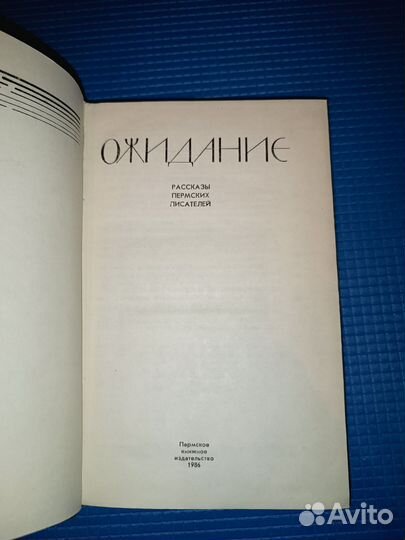 ОЖИДАНИЕ
РАССКАЗЫ
ПЕРМСКИХ
ПИСАТЕЛЕЙ
Пермское
книжное
издательство
1986
Avito